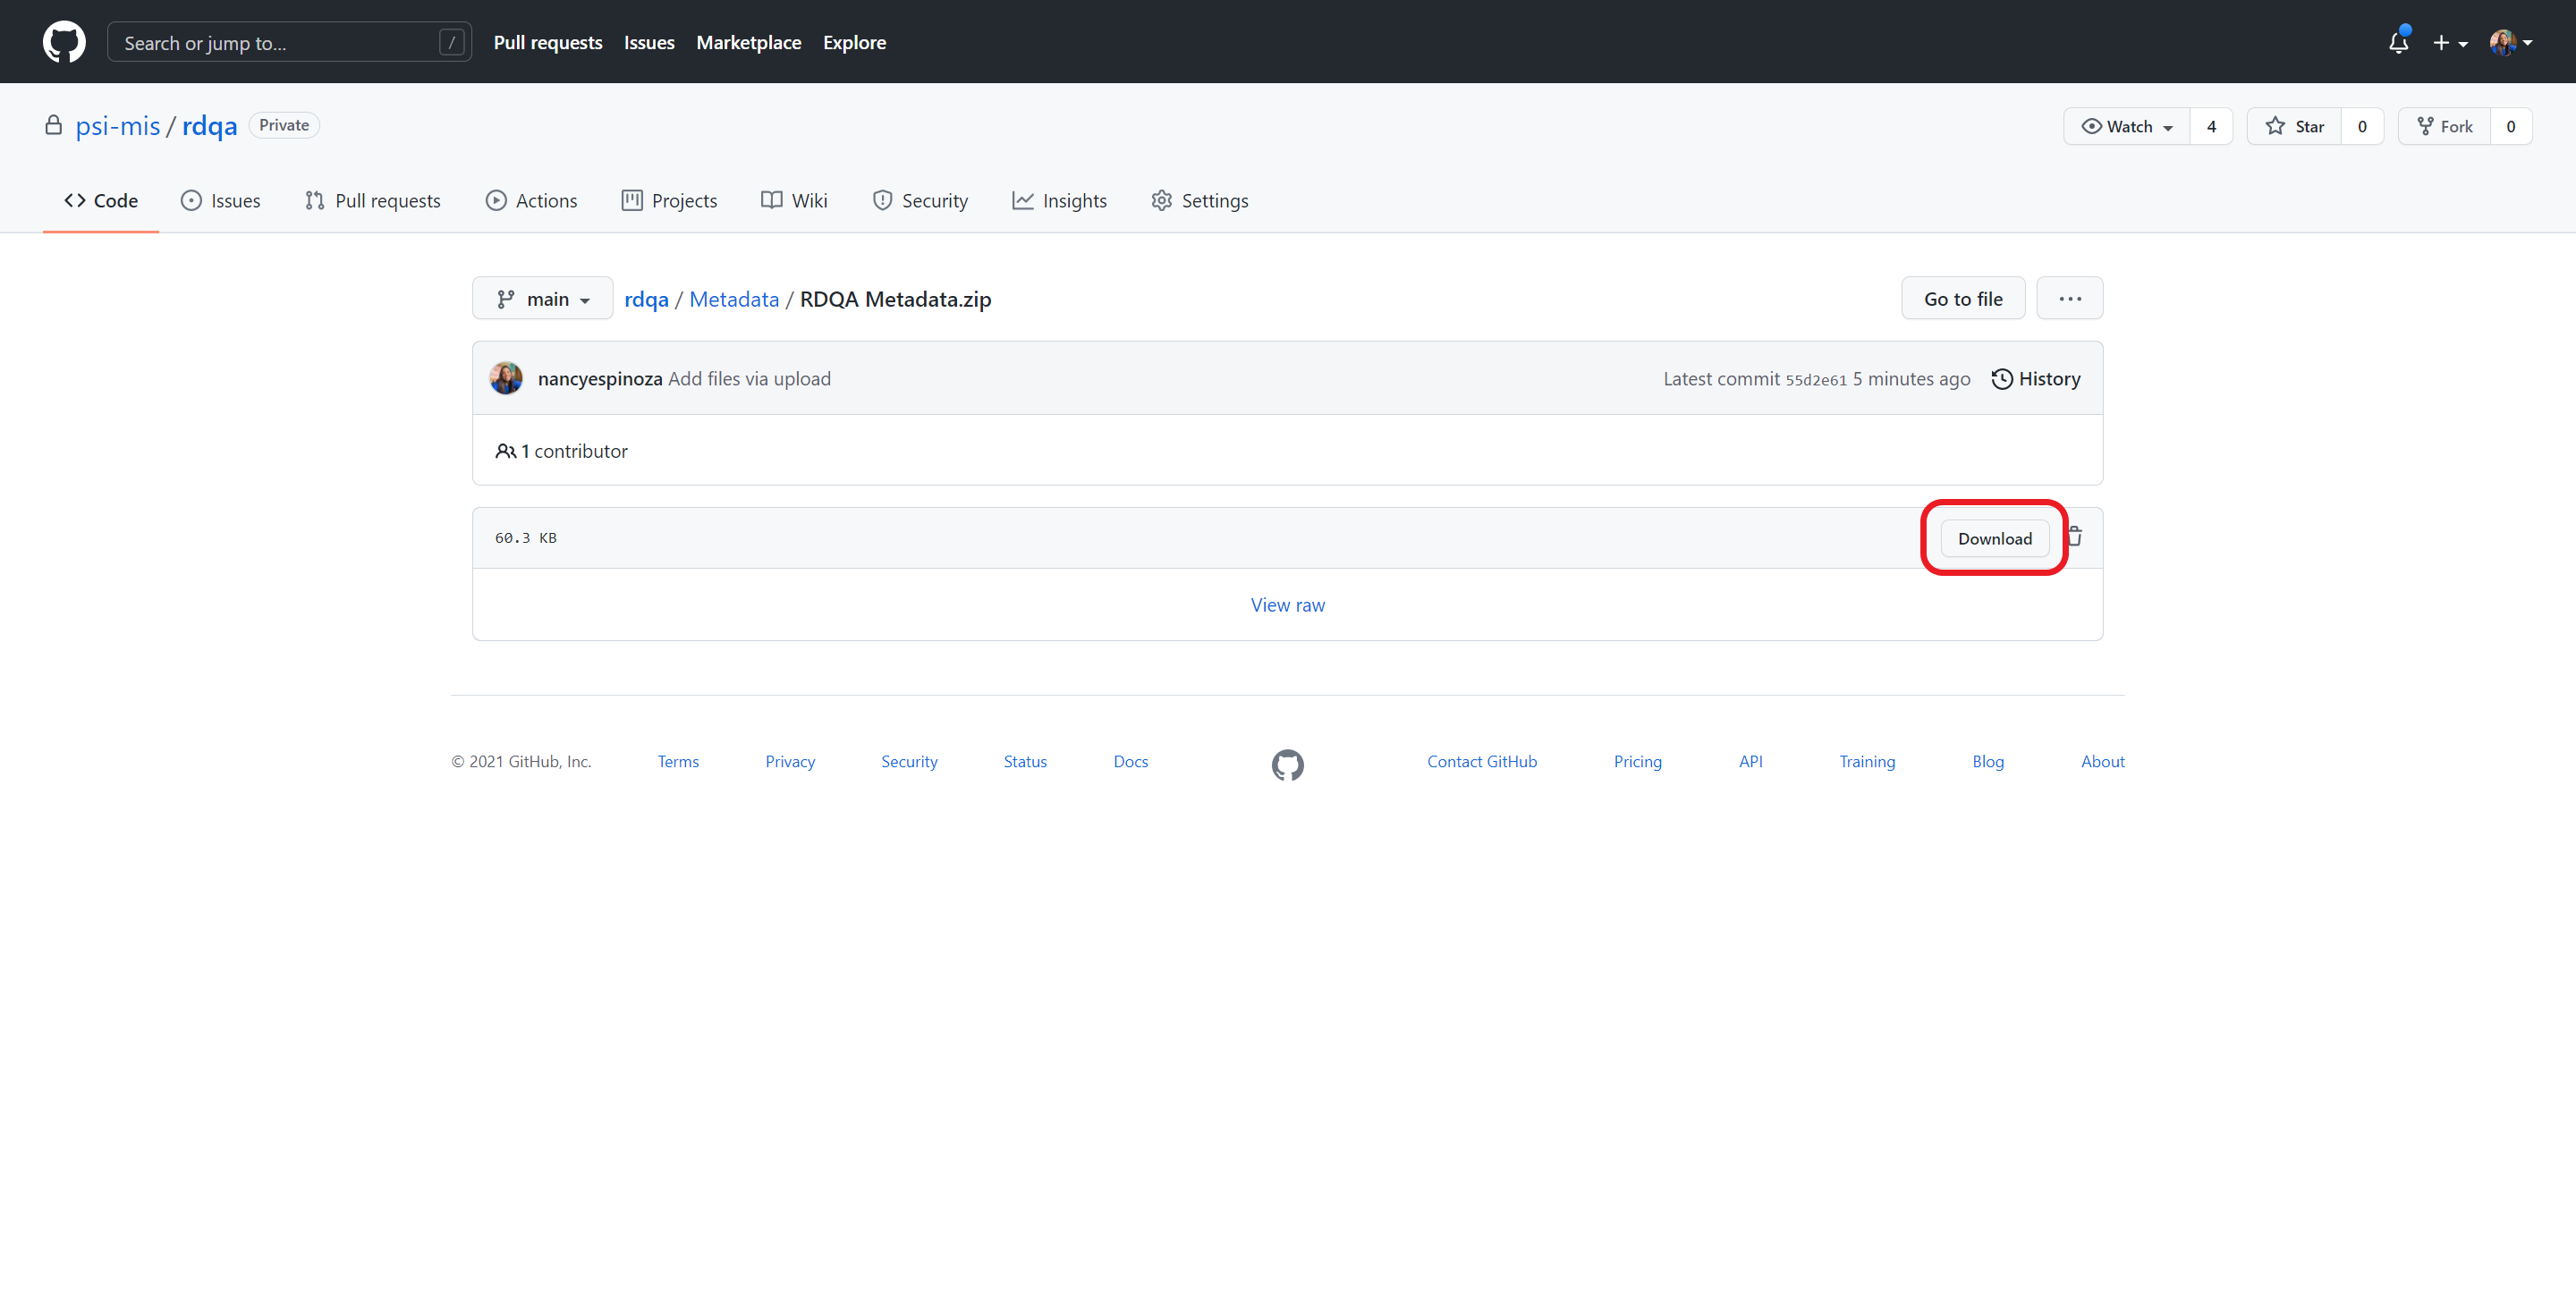 Search or jump to... / Pull requests Issues Marketplace Explore
psi-mis / rdqa Private Watch 4 Star 0 Fork 0
Code Issues Pull requests Actions Projects Wiki Security Insights Settings
main rdqa / Metadata / RDQA Metadata.zip Go to file ...
nancyespinoza Add files via upload Latest commit 55d2e61 5 minutes ago History
1 contributor
60.3 KB Download
View raw
© 2021 GitHub, Inc. Terms Privacy Security Status Docs Contact GitHub Pricing API Training Blog About